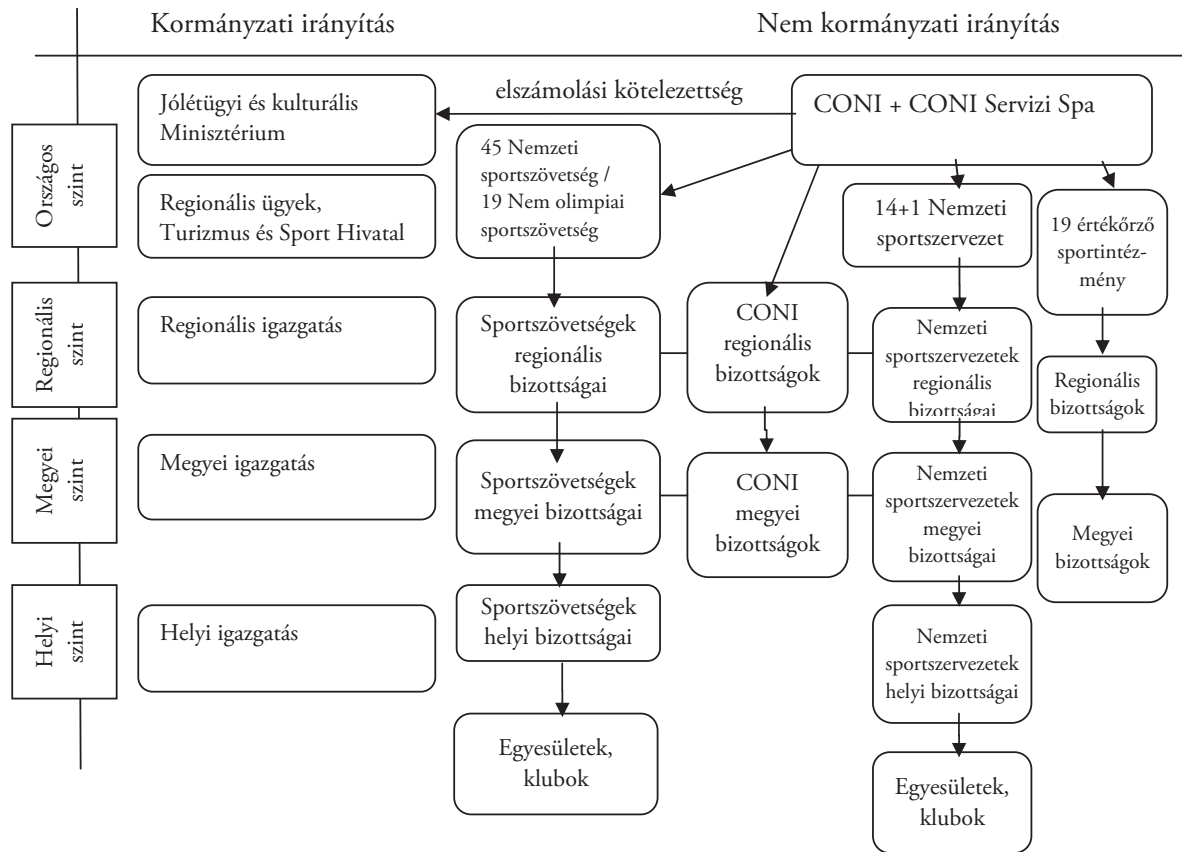 Kormányzati irányítás
Nem kormányzati irányítás
Országos
szint
Jólétügyi és kulturális
Minisztérium
elszámolási kötelezettség
CONI + CONI Servizi Spa
Regionális ügyek,
Turizmus és Sport Hivatal
45 Nemzeti
sportszövetség /
19 Nem olimpiai
sportszövetség
14+1 Nemzeti
sportszervezet
19 értékőrző
sportintéz-
mény
Regionális
szint
Regionális igazgatás
Sportszövetségek
regionális
bizottságai
CONI
regionális
bizottságok
Nemzeti
sportszervezetek
regionális
bizottságai
Regionális
bizottságok
Megyei
szint
Megyei igazgatás
Sportszövetségek
megyei bizottságai
CONI
megyei
bizottságok
Nemzeti
sportszervezetek
megyei
bizottságai
Megyei
bizottságok
Helyi
szint
Helyi igazgatás
Sportszövetségek
helyi bizottságai
Nemzeti
sportszervezetek
helyi bizottságai
Egyesületek,
klubok
Egyesületek,
klubok